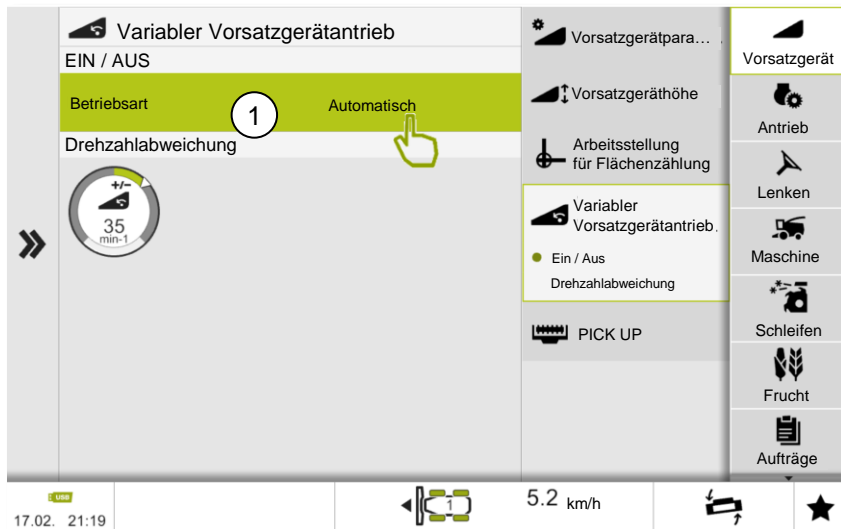 Variabler Vorsatzgerätantrieb
EIN / AUS
Betriebsart
1
Automatisch
Drehzahlabweichung
+/-
35
min-1
Vorsatzgerätpara...
Vorsatzgeräthöhe
Arbeitsstellung
für Flächenzählung
Variabler
Vorsatzgerätantrieb.
Ein / Aus
Drehzahlabweichung
PICK UP
Vorsatzgerät
Antrieb
Lenken
Maschine
Schleifen
Frucht
Aufträge
USB
17.02. 21:19
1
5.2 km/h